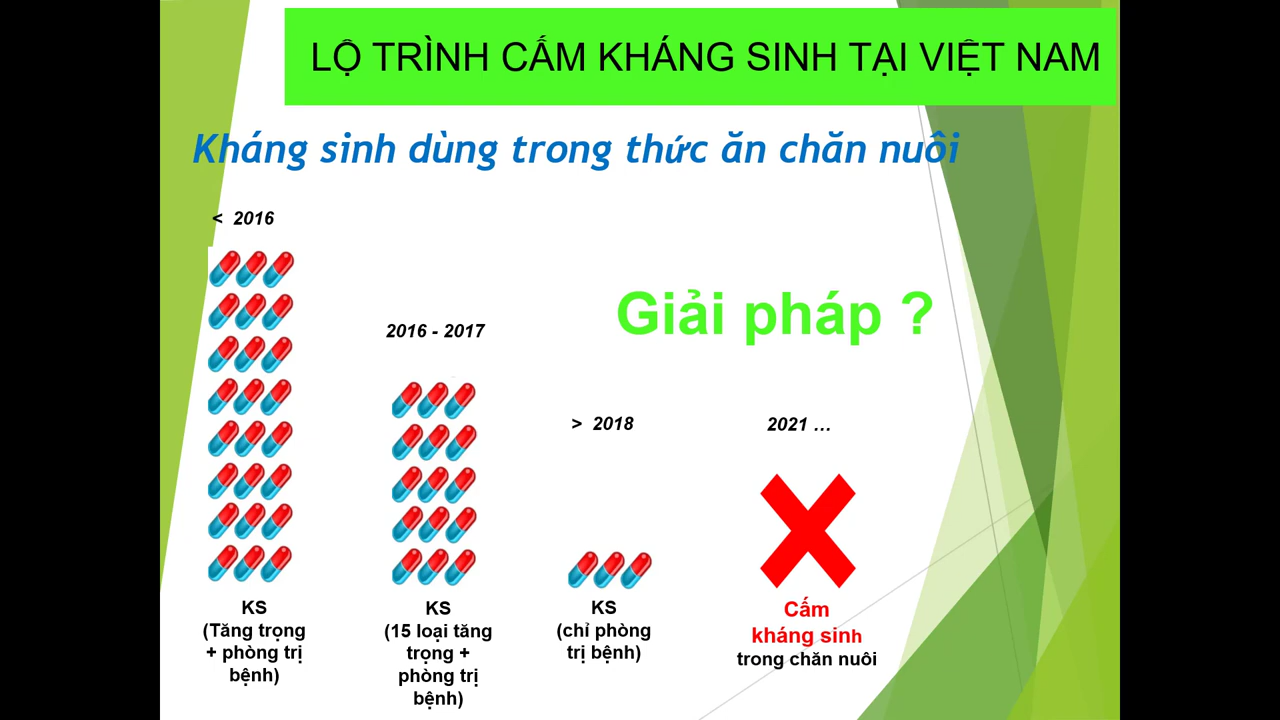 LỘ TRÌNH CẤM KHÁNG SINH TẠI VIỆT NAM
Kháng sinh dùng trong thức ăn chăn nuôi
< 2016
Giải pháp ?
2016 - 2017
> 2018
2021 ...
KS
(Tăng trọng
+ phòng trị
bệnh)
KS
(15 loại tăng
trọng +
phòng trị
bệnh)
KS
(chỉ phòng
trị bệnh)
Cấm
kháng sinh
trong chăn nuôi